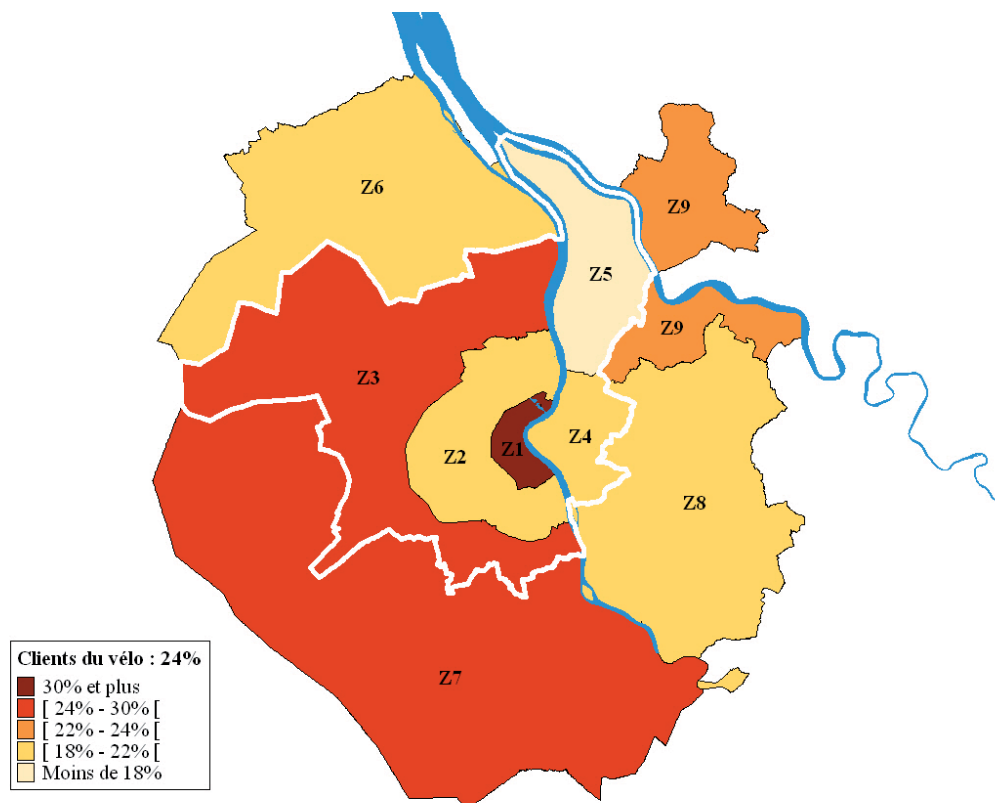 Z6
Z9
Z5
Z9
Z3
Z4
Z1
Z2
Z8
Z7
Clients du vélo : 24%
30% et plus
[ 24% - 30% [
[ 22% - 24% [
[ 18% - 22% [
Moins de 18%